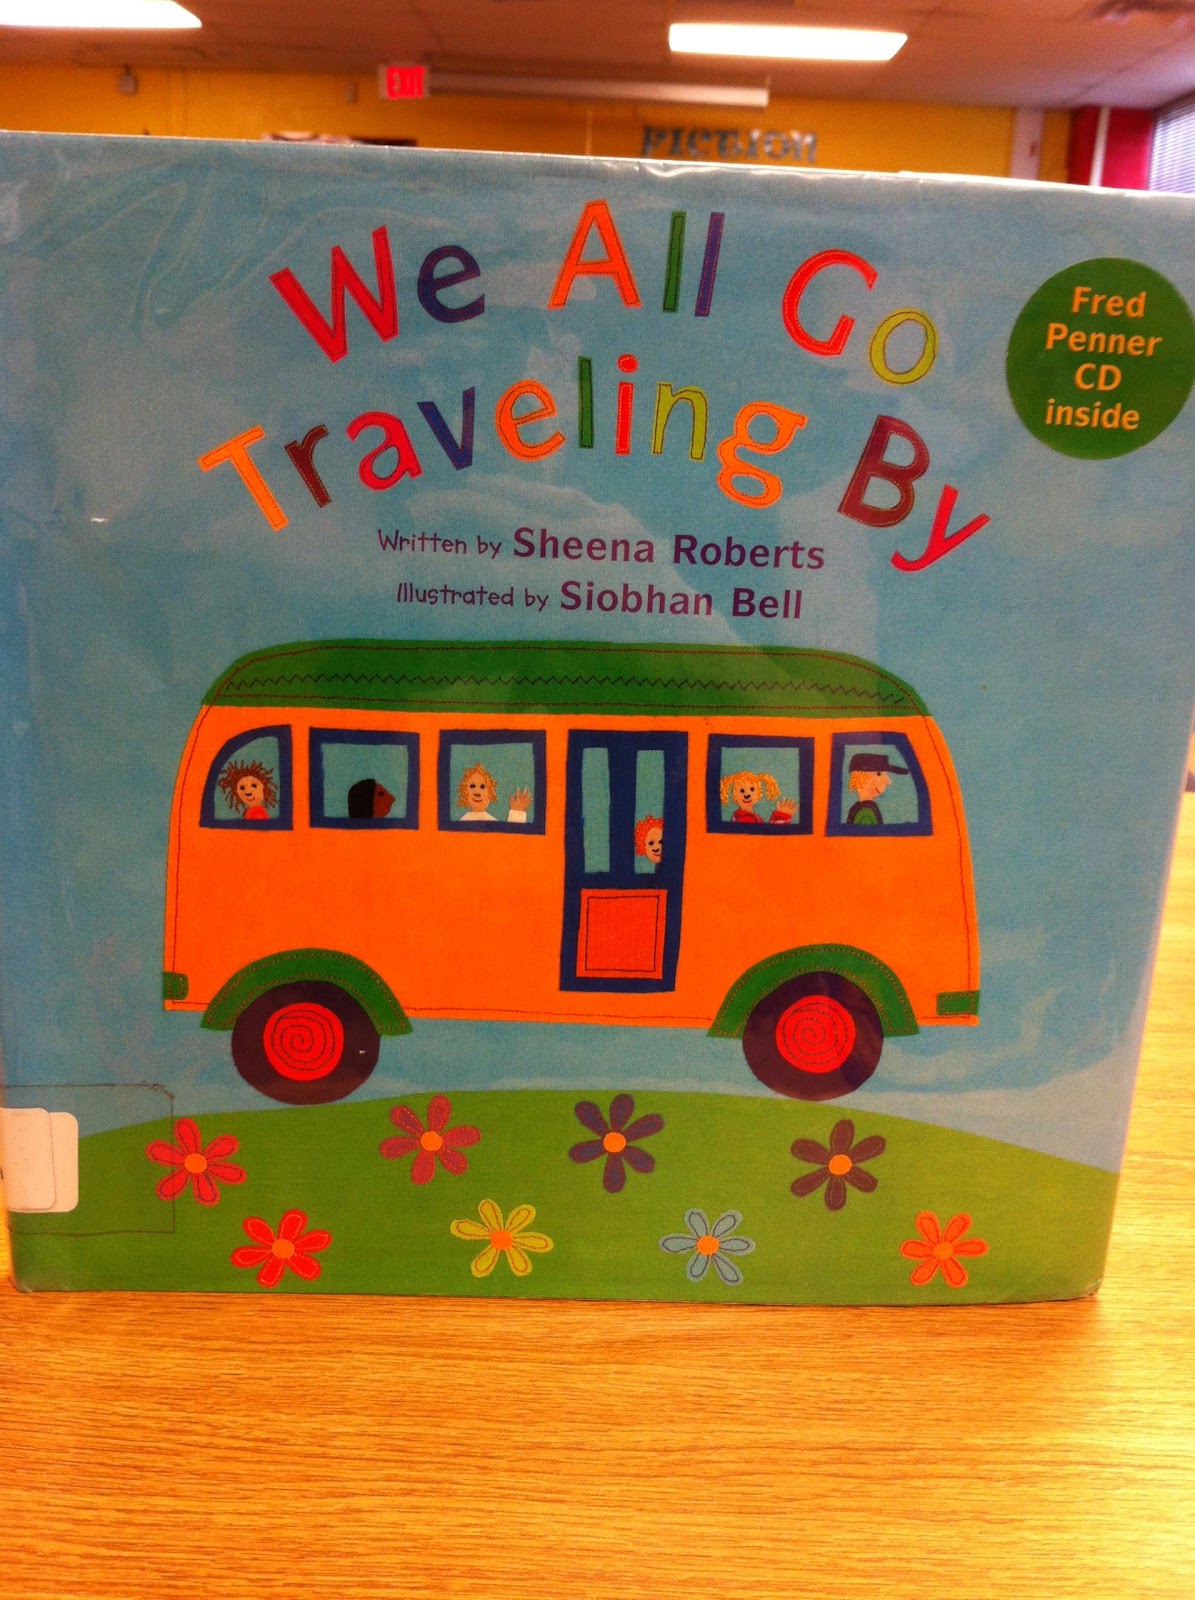 EXIT
FICTION
We All Go
Traveling By
Fred
Penner
CD
inside
Written by Sheena Roberts
Illustrated by Siobhan Bell